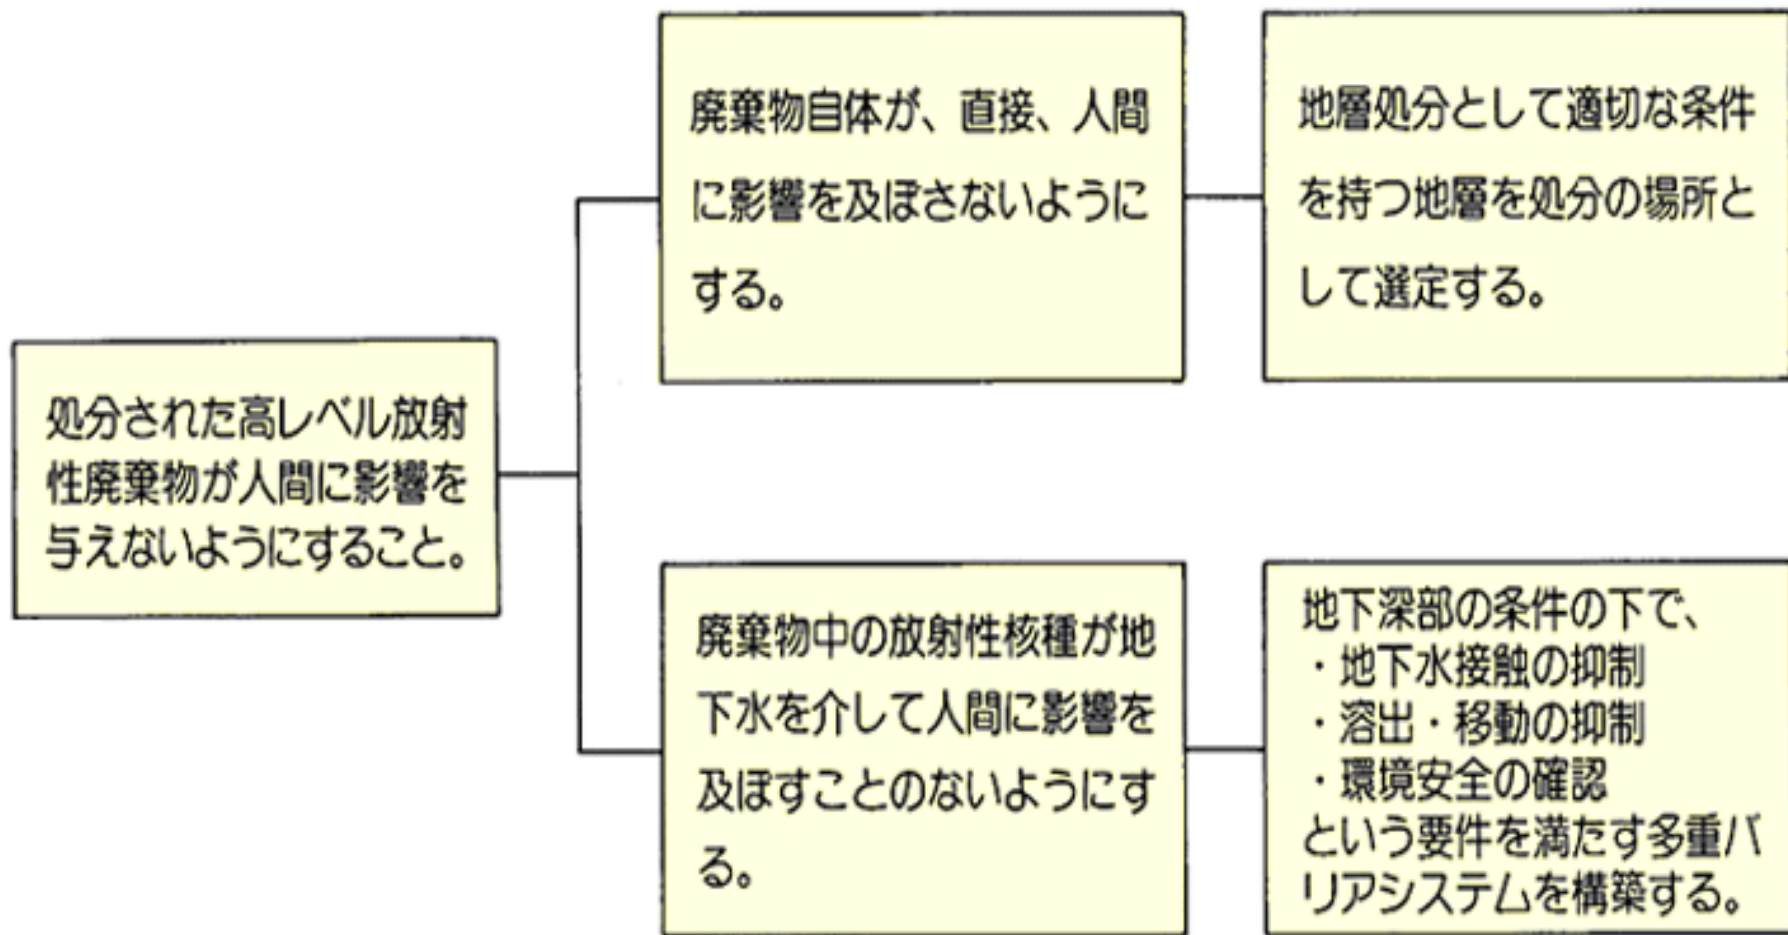 処分された高レベル放射
性廃棄物が人間に影響を
与えないようにすること。
廃棄物自体が、直接、人間
に影響を及ぼさないように
する。
地層処分として適切な条件
を持つ地層を処分の場所と
して選定する。
廃棄物中の放射性核種が地
下水を介して人間に影響を
及ぼすことのないようにす
る。
地下深部の条件の下で、
・地下水接触の抑制
・溶出・移動の抑制
・環境安全の確認
という要件を満たす多重バ
リアシステムを構築する。